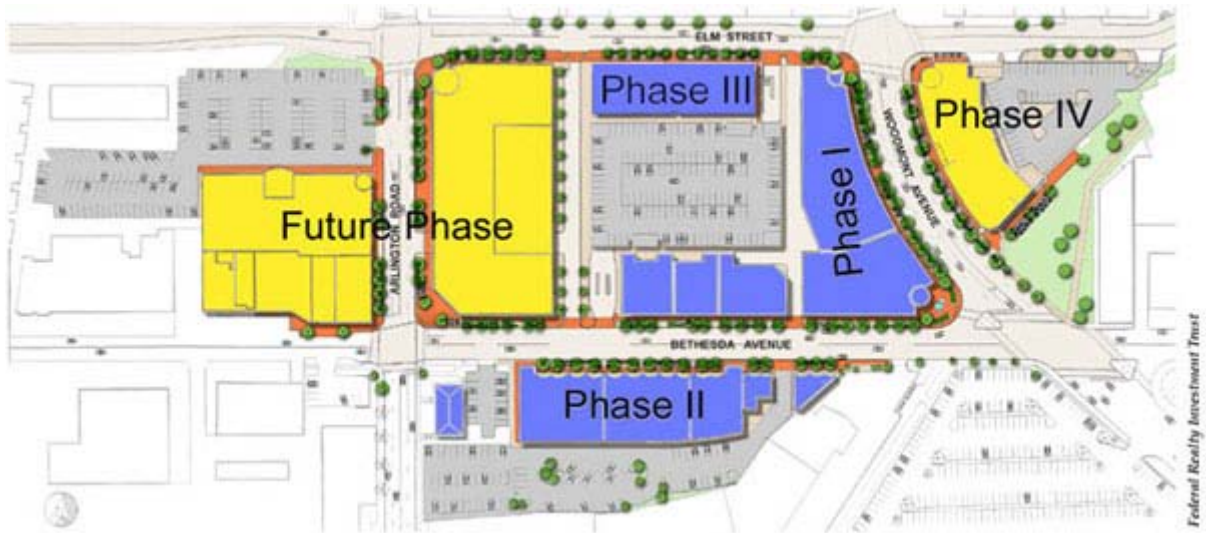 ELM STREET
Phase III
Phase IV
Phase I
WOODMONT AVENUE
Future Phase
ARLINGTON ROAD
BETHESDA AVENUE
Phase II
Federal Realty Investment Trust